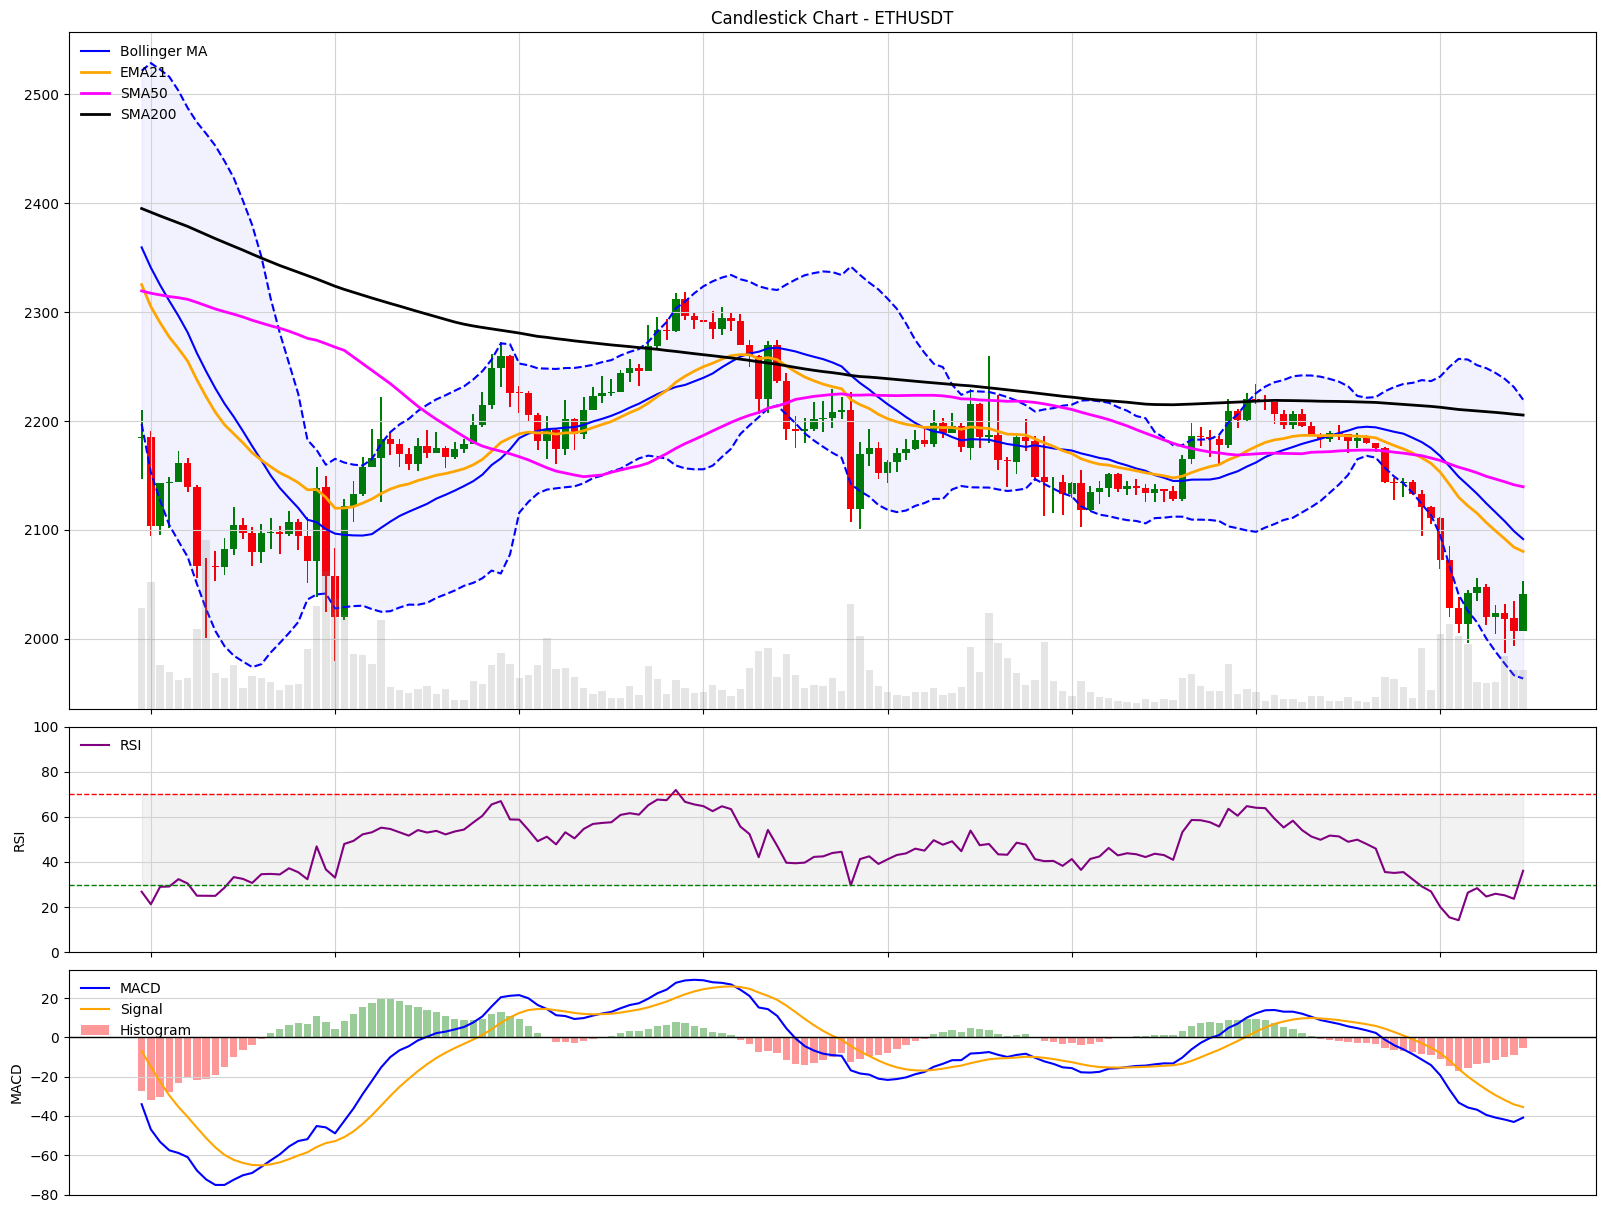 Candlestick Chart - ETHUSDT
Bollinger MA
EMA21
SMA50
SMA200
2500
2400
2300
2200
2100
2000
100
80
60
40
20
0
RSI
RSI
20
0
−20
−40
−60
−80
MACD
MACD
Signal
Histogram